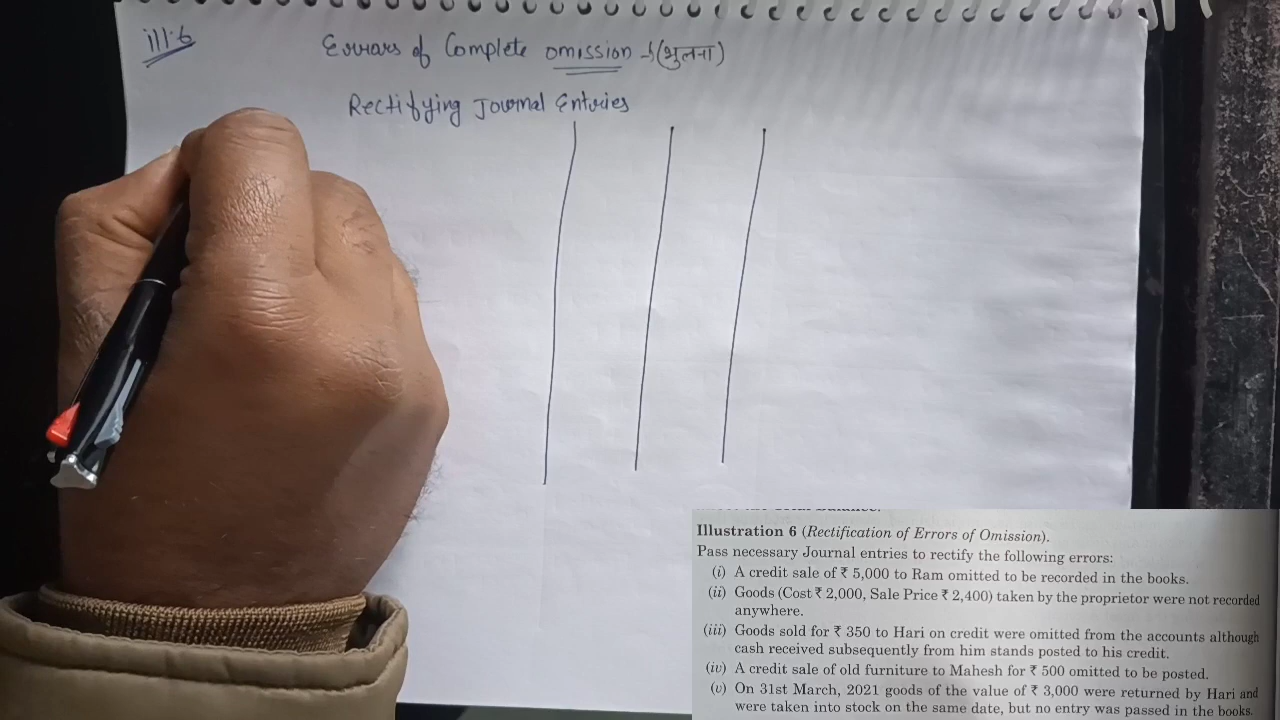 ill:6
Errors of Complete omission → (भुलना)
Rectifying Journal Entries
Illustration 6 (Rectification of Errors of Omission).
Pass necessary Journal entries to rectify the following errors:
(i) A credit sale of ₹ 5,000 to Ram omitted to be recorded in the books.
(ii) Goods (Cost ₹ 2,000, Sale Price ₹ 2,400) taken by the proprietor were not recorded
anywhere.
(iii) Goods sold for ₹ 350 to Hari on credit were omitted from the accounts although
cash received subsequently from him stands posted to his credit.
(iv) A credit sale of old furniture to Mahesh for ₹ 500 omitted to be posted.
(v) On 31st March, 2021 goods of the value of ₹ 3,000 were returned by Hari and
were taken into stock on the same date, but no entry was passed in the books.